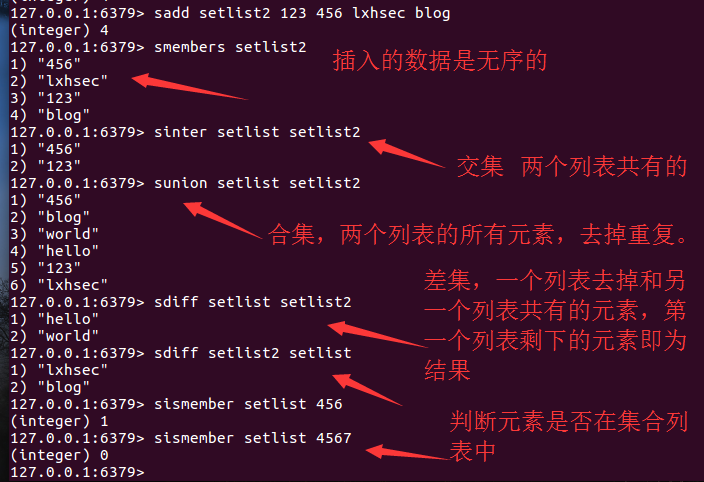 127.0.0.1:6379> sadd setlist2 123 456 lxhsec blog
(integer) 4
127.0.0.1:6379> smembers setlist2
插入的数据是无序的
1) "456"
2) "lxhsec"
3) "123"
4) "blog"
127.0.0.1:6379> sinter setlist setlist2
1) "456"
2) "123"
交集 两个列表共有的
127.0.0.1:6379> sunion setlist setlist2
1) "456"
2) "blog"
3) "world"
4) "hello"
5) "123"
6) "lxhsec"
合集，两个列表的所有元素，去掉重复。
127.0.0.1:6379> sdiff setlist setlist2
1) "hello"
2) "world"
差集，一个列表去掉和另
一个列表共有的元素，第
一个列表剩下的元素即为
结果
127.0.0.1:6379> sdiff setlist2 setlist
1) "lxhsec"
2) "blog"
127.0.0.1:6379> sismember setlist 456
(integer) 1
127.0.0.1:6379> sismember setlist 4567
(integer) 0
判断元素是否在集合列
表中
127.0.0.1:6379>